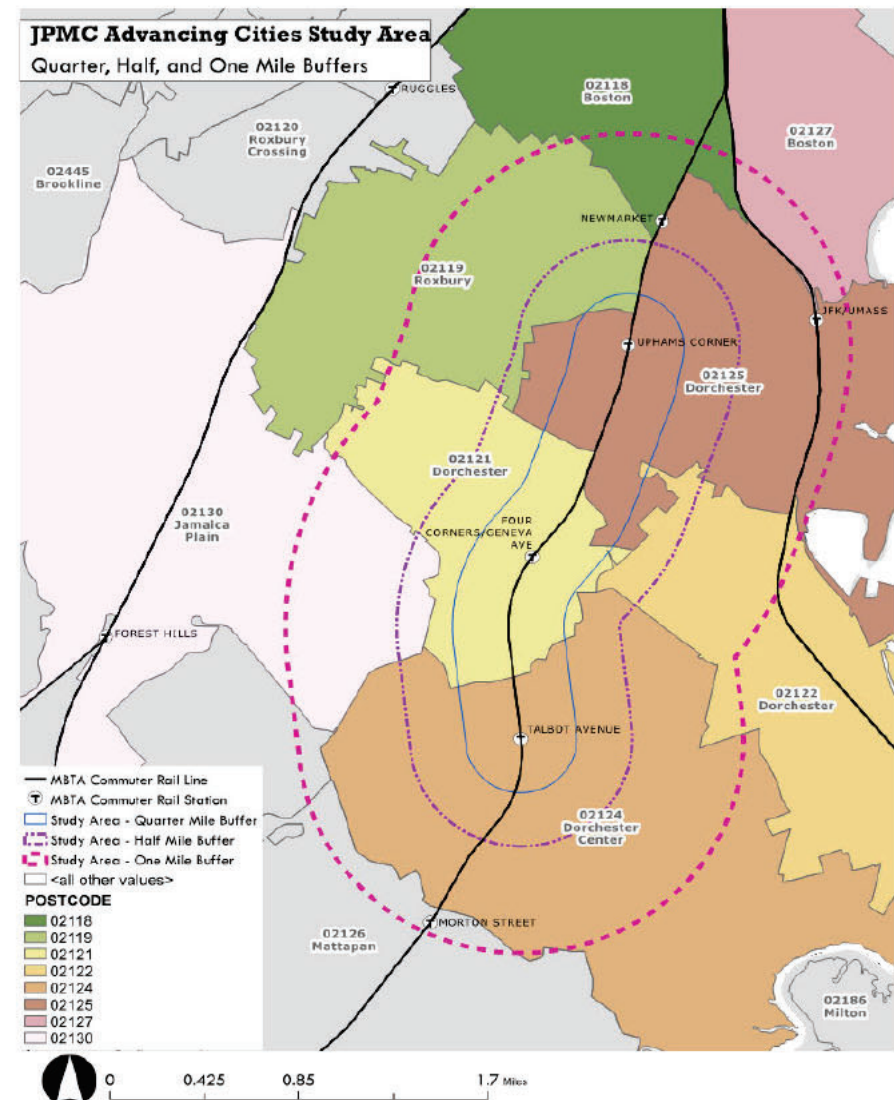 JPMC Advancing Cities Study Area
Quarter, Half, and One Mile Buffers
RUGGLES
02118
Boston
02120
Roxbury
Crossing
02127
Boston
02445
Brookline
NEWMARKET
02119
Roxbury
JFK/UMASS
UPHAMS CORNER
02125
Dorchester
02121
Dorchester
02130
Jamaica
Plain
FOUR
CORNERS/GENEVA
AVE
FOREST HILLS
02122
Dorchester
TALBOT AVENUE
MBTA Commuter Rail Line
T MBTA Commuter Rail Station
Study Area - Quarter Mile Buffer
Study Area - Half Mile Buffer
Study Area - One Mile Buffer
<all other values>
POSTCODE
02118
02119
02121
02122
02124
02125
02127
02130
02124
Dorchester
Center
MORTON STREET
02126
Mattapan
02186
Milton
0 0.425 0.85 1.7 Miles